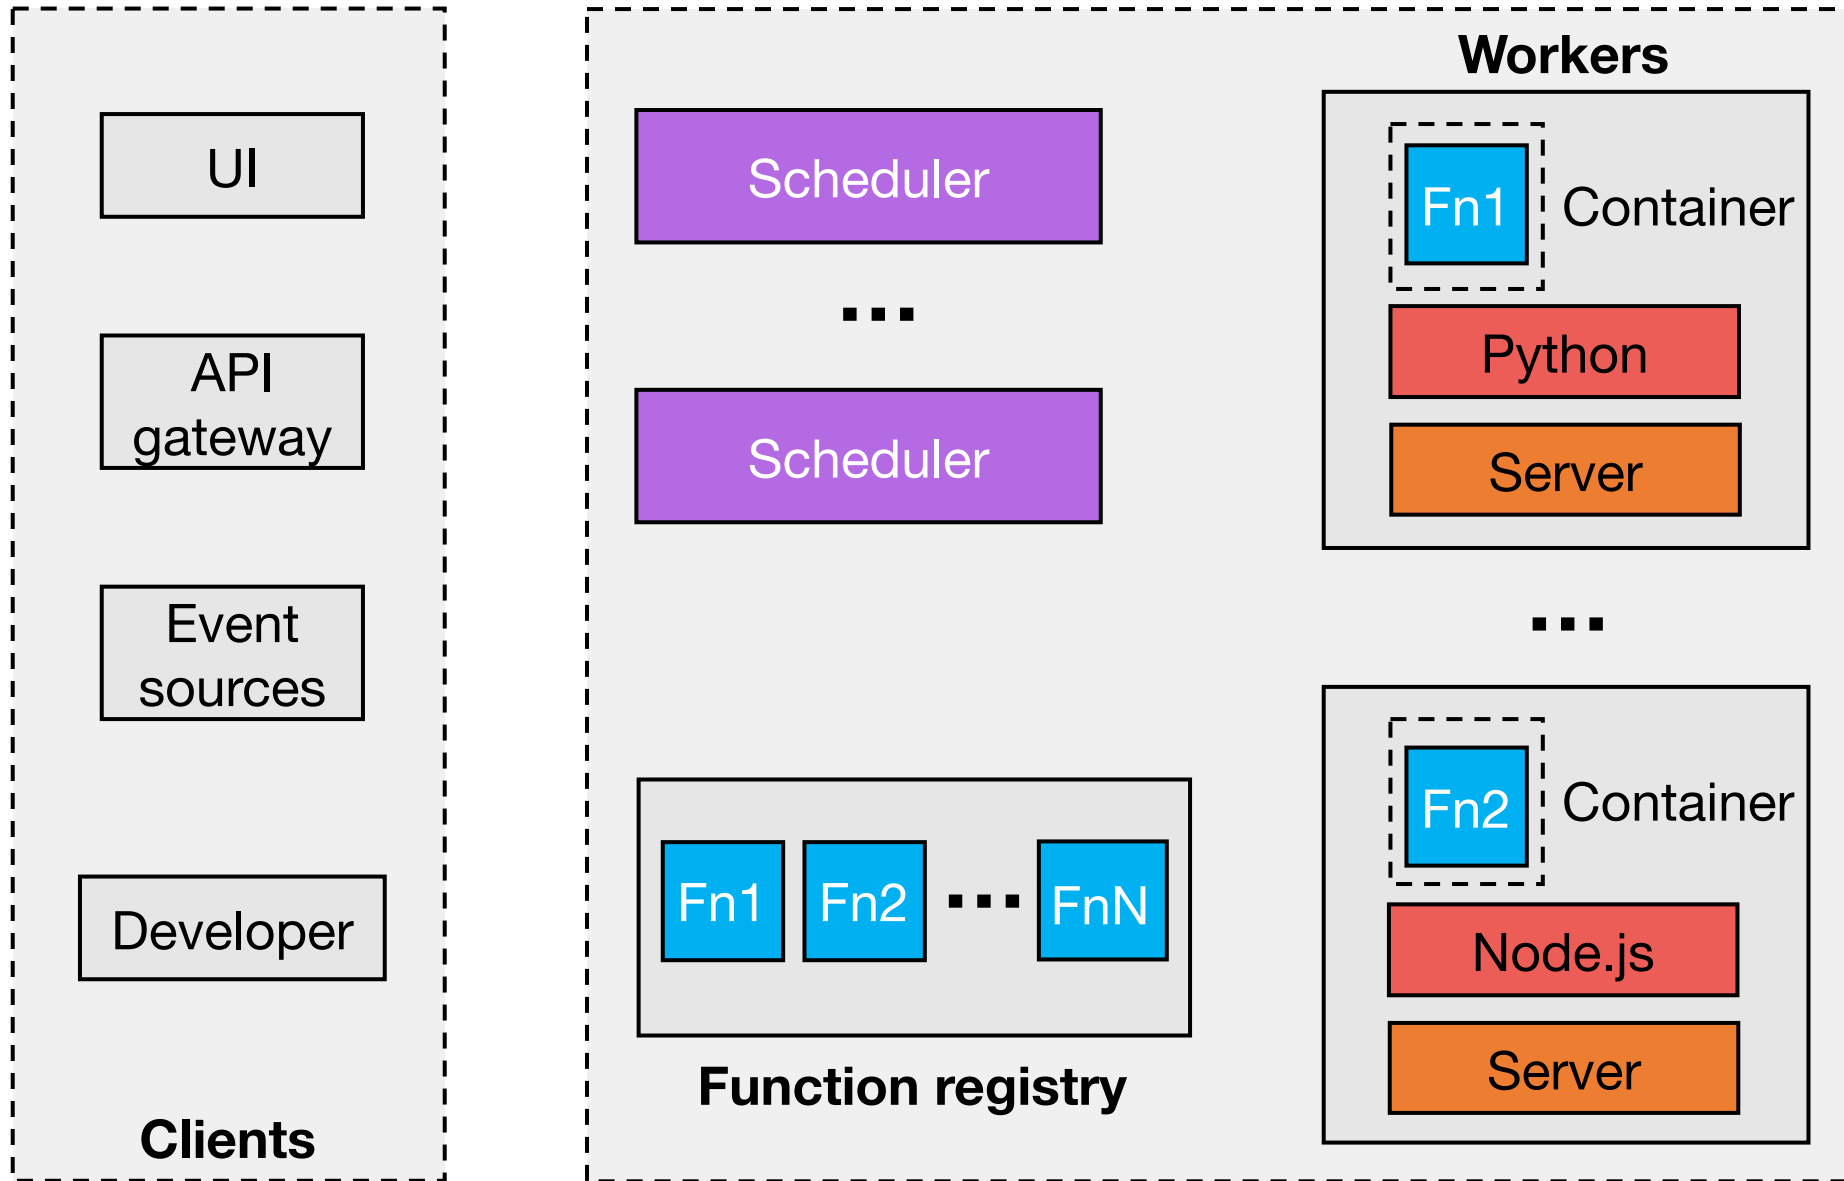 UI
API
gateway
Event
sources
Developer
Clients
Scheduler
...
Scheduler
Fn1
Fn2
...
FnN
Function registry
Workers
Fn1
Container
Python
Server
...
Fn2
Container
Node.js
Server